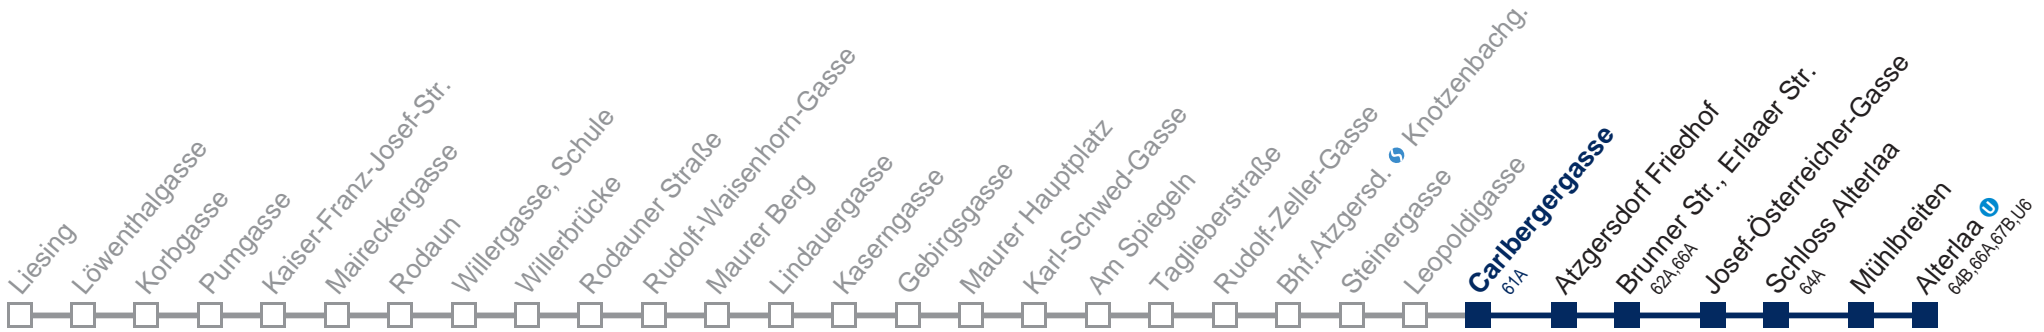 Liesing
Löwenthalgasse
Korbgasse
Pumgasse
Kaiser-Franz-Josef-Str.
Maireckergasse
Rodaun
Willergasse, Schule
Willerbrücke
Rodauner Straße
Rudolf-Waisenhorn-Gasse
Maurer Berg
Lindauergasse
Kaserngasse
Gebirgsgasse
Maurer Hauptplatz
Karl-Schwed-Gasse
Am Spiegeln
Taglieberstraße
Rudolf-Zeller-Gasse
Bhf.Atzgersd. S Knotzenbachg.
Steinergasse
Leopoldigasse
Carlbergergasse
61A
Atzgersdorf Friedhof
Brunner Str., Erlaaer Str.
62A,66A
Josef-Österreicher-Gasse
Schloss Alterlaa
64A
Mühlbreiten
Alterlaa U
64B,66A,67B,U6